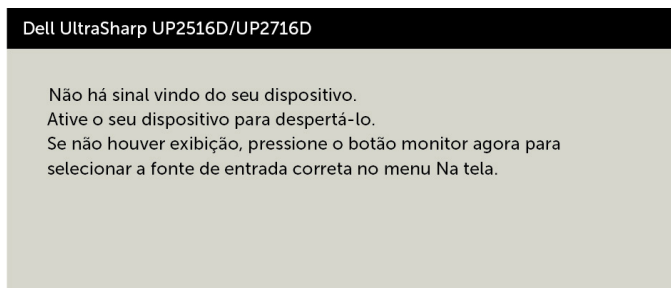 Dell UltraSharp UP2516D/UP2716D
Não há sinal vindo do seu dispositivo.
Ative o seu dispositivo para despertá-lo.
Se não houver exibição, pressione o botão monitor agora para
selecionar a fonte de entrada correta no menu Na tela.